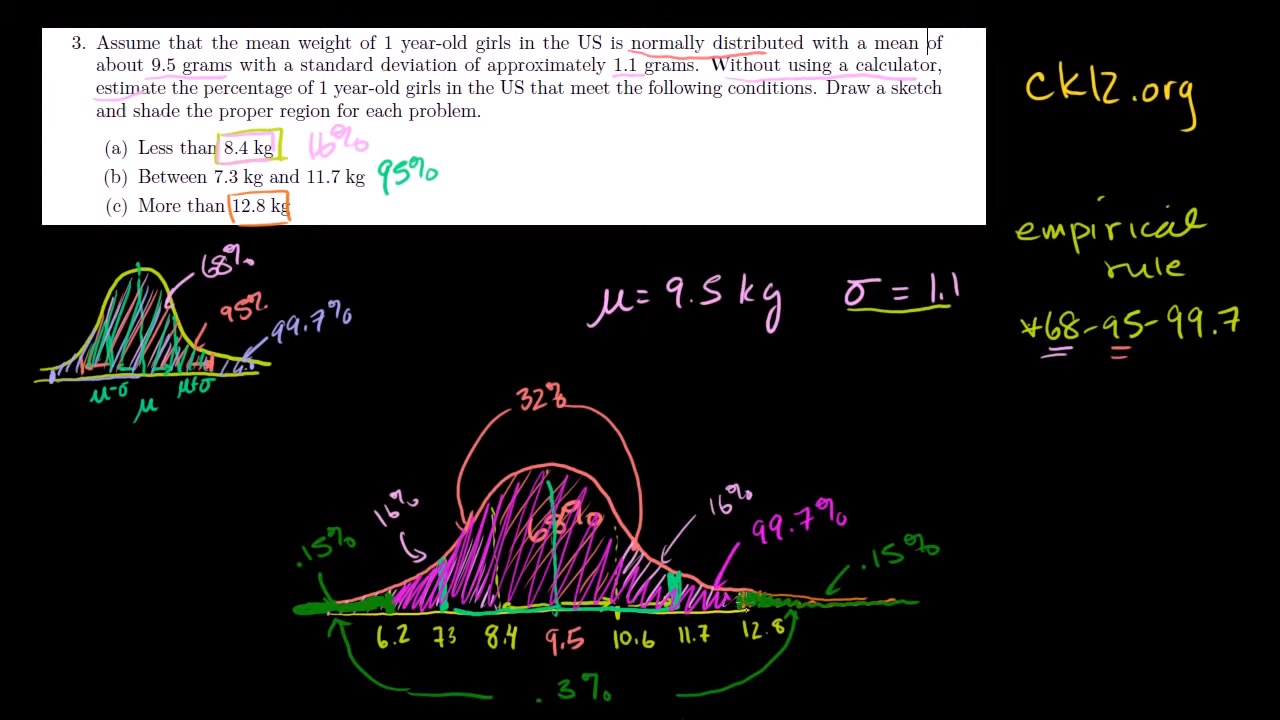 3. Assume that the mean weight of 1 year-old girls in the US is normally distributed with a mean of
about 9.5 grams with a standard deviation of approximately 1.1 grams. Without using a calculator,
estimate the percentage of 1 year-old girls in the US that meet the following conditions. Draw a sketch
and shade the proper region for each problem.
(a) Less than 8.4 kg 16%
(b) Between 7.3 kg and 11.7 kg 95%
(c) More than 12.8 kg
ck12.org
empirical
rule
*68-95-99.7
μ = 9.5 kg σ = 1.1
68%
95%
99.7%
μ-σ μ μ+σ
32%
16% 68% 16%
99.7%
.15% .15%
6.2 73 8.4 9.5 10.6 11.7 12.8
.3%